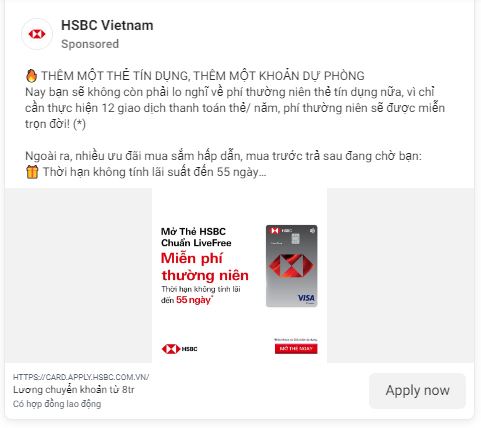 HSBC Vietnam
Sponsored
🔥 THÊM MỘT THẺ TÍN DỤNG, THÊM MỘT KHOẢN DỰ PHÒNG
Nay bạn sẽ không còn phải lo nghĩ về phí thường niên thẻ tín dụng nữa, vì chỉ
cần thực hiện 12 giao dịch thanh toán thẻ/ năm, phí thường niên sẽ được miễn
trọn đời! (*)
Ngoài ra, nhiều ưu đãi mua sắm hấp dẫn, mua trước trả sau đang chờ bạn:
🎁 Thời hạn không tính lãi suất đến 55 ngày...
Mở Thẻ HSBC
Chuẩn LiveFree
Miễn phí
thường niên
Thời hạn không tính lãi
đến 55 ngày*
HSBC
VISA
HSBC
MỞ THẺ NGAY
HTTPS://CARD.APPLY.HSBC.COM.VN/
Lương chuyển khoản từ 8tr
Có hợp đồng lao động
Apply now